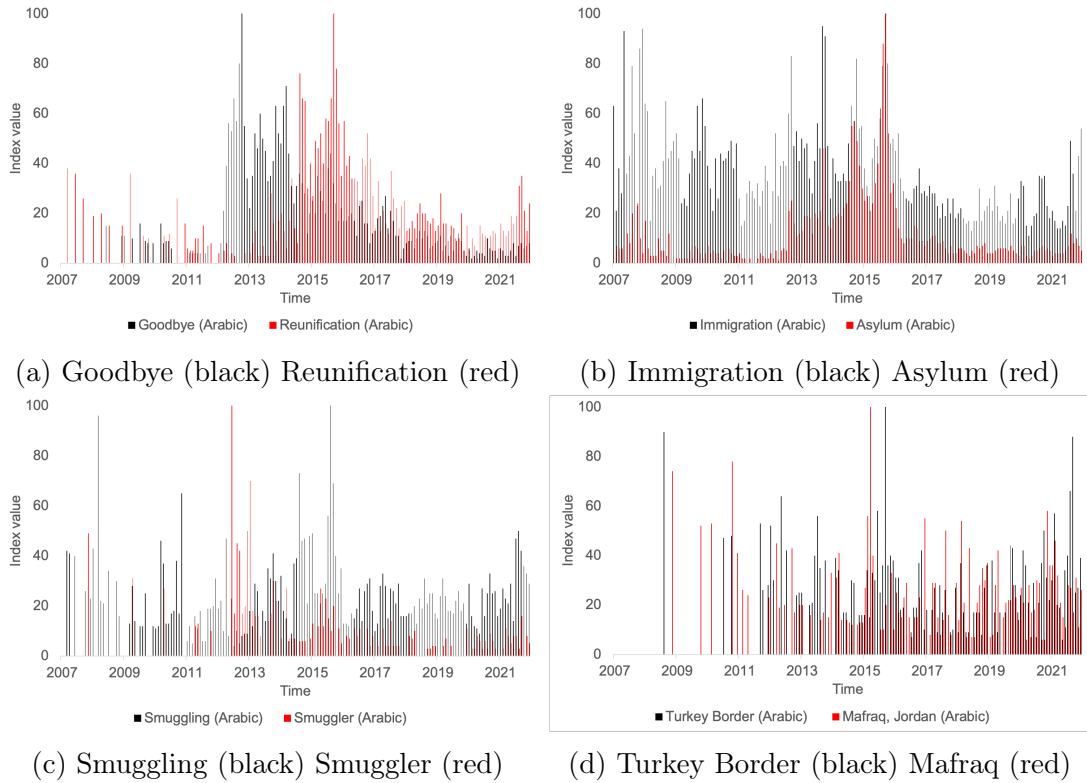 100
80
60
40
20
0
Index value
2007 2009 2011 2013 2015 2017 2019 2021
Time
Goodbye (Arabic) Reunification (Arabic)
(a) Goodbye (black) Reunification (red)
100
80
60
40
20
0
Index value
2007 2009 2011 2013 2015 2017 2019 2021
Time
Immigration (Arabic) Asylum (Arabic)
(b) Immigration (black) Asylum (red)
100
80
60
40
20
0
Index value
2007 2009 2011 2013 2015 2017 2019 2021
Time
Smuggling (Arabic) Smuggler (Arabic)
(c) Smuggling (black) Smuggler (red)
100
80
60
40
20
0
Index value
2007 2009 2011 2013 2015 2017 2019 2021
Time
Turkey Border (Arabic) Mafraq, Jordan (Arabic)
(d) Turkey Border (black) Mafraq (red)